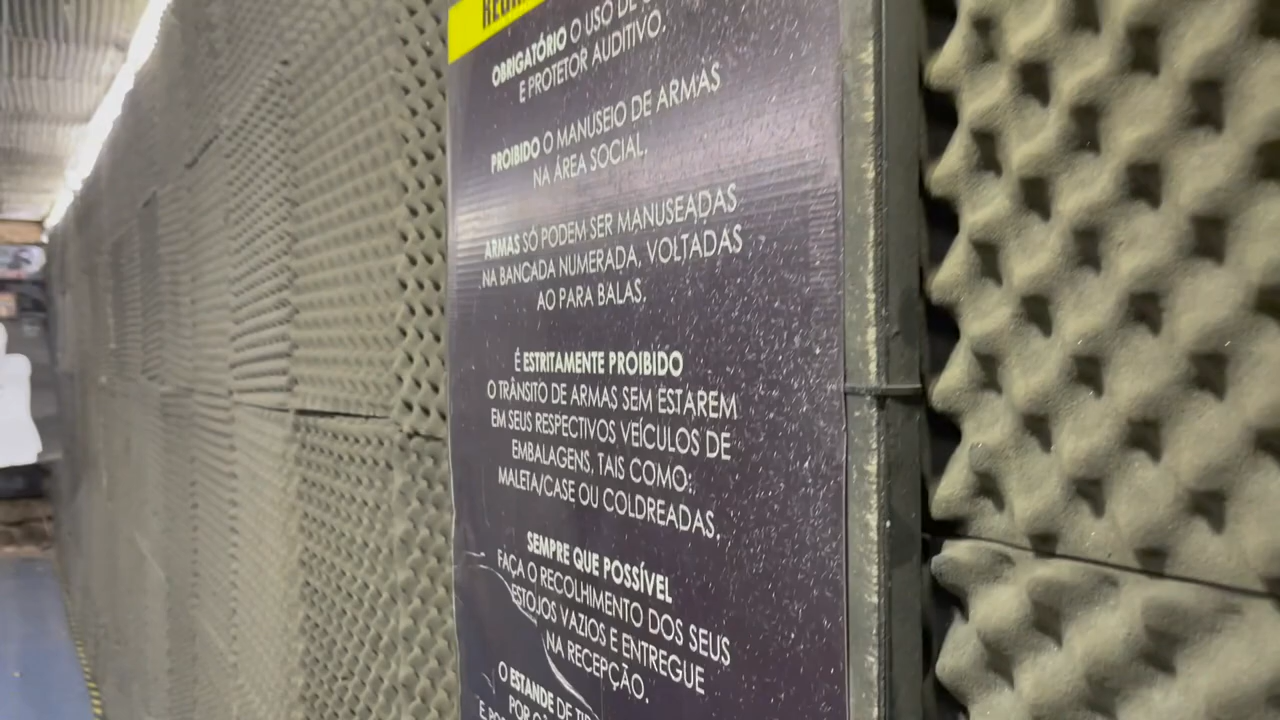 OBRIGATÓRIO O USO DE
E PROTETOR AUDITIVO.
PROIBIDO O MANUSEIO DE ARMAS
NA ÁREA SOCIAL.
ARMAS SÓ PODEM SER MANUSEADAS
NA BANCADA NUMERADA, VOLTADAS
AO PARA BALAS.
É ESTRITAMENTE PROIBIDO
O TRÂNSITO DE ARMAS SEM ESTAREM
EM SEUS RESPECTIVOS VEÍCULOS DE
EMBALAGENS, TAIS COMO:
MALETA/CASE OU COLDREADAS.
SEMPRE QUE POSSÍVEL
FAÇA O RECOLHIMENTO DOS SEUS
ESTOJOS VAZIOS E ENTREGUE
NA RECEPÇÃO.
O ESTANDE DE
POR